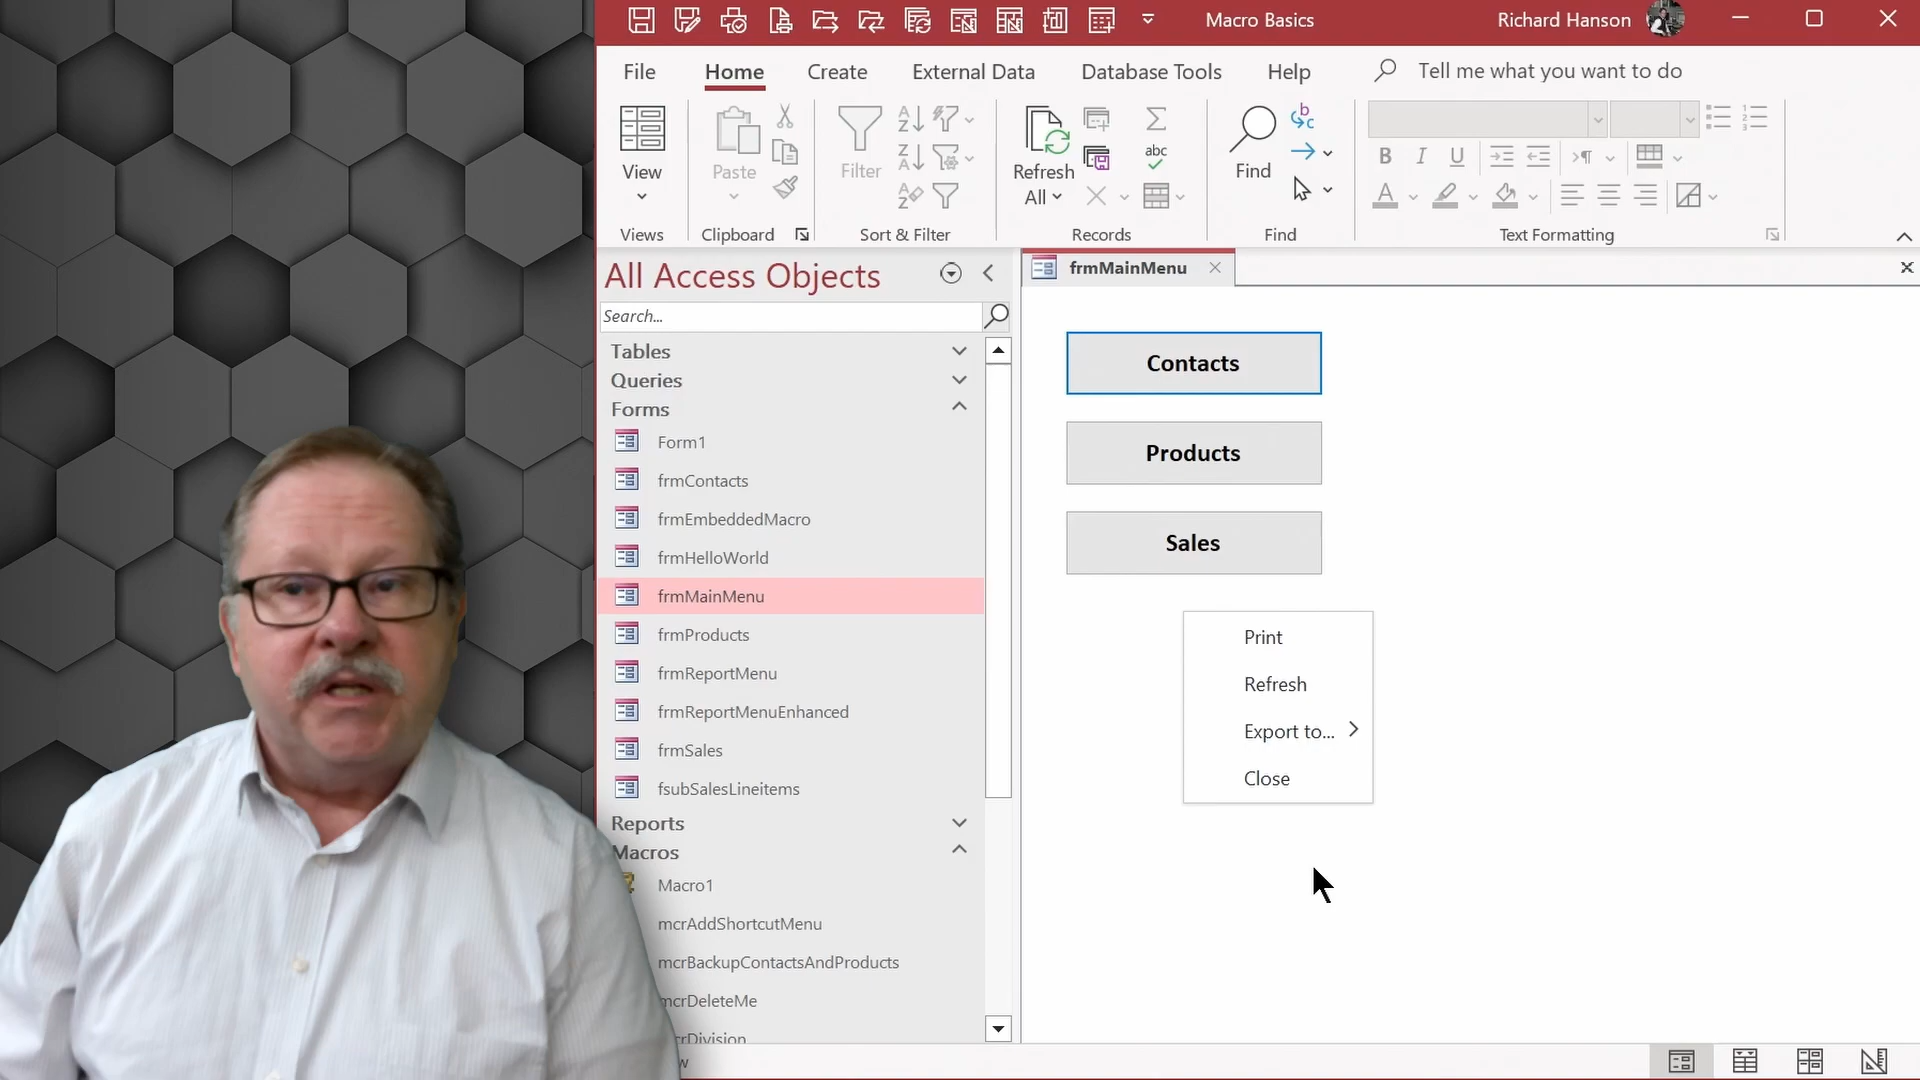 Macro Basics
Richard Hanson
File
Home
Create
External Data
Database Tools
Help
Tell me what you want to do
View
Paste
Filter
Refresh
All
abc
Find
Views
Clipboard
Sort & Filter
Records
Find
Text Formatting
All Access Objects
Search...
Tables
Queries
Forms
Form1
frmContacts
frmEmbeddedMacro
frmHelloWorld
frmMainMenu
frmProducts
frmReportMenu
frmReportMenuEnhanced
frmSales
fsubSalesLineitems
Reports
Macros
Macro1
mcrAddShortcutMenu
mcrBackupContactsAndProducts
mcrDeleteMe
frmMainMenu
Contacts
Products
Sales
Print
Refresh
Export to...
Close